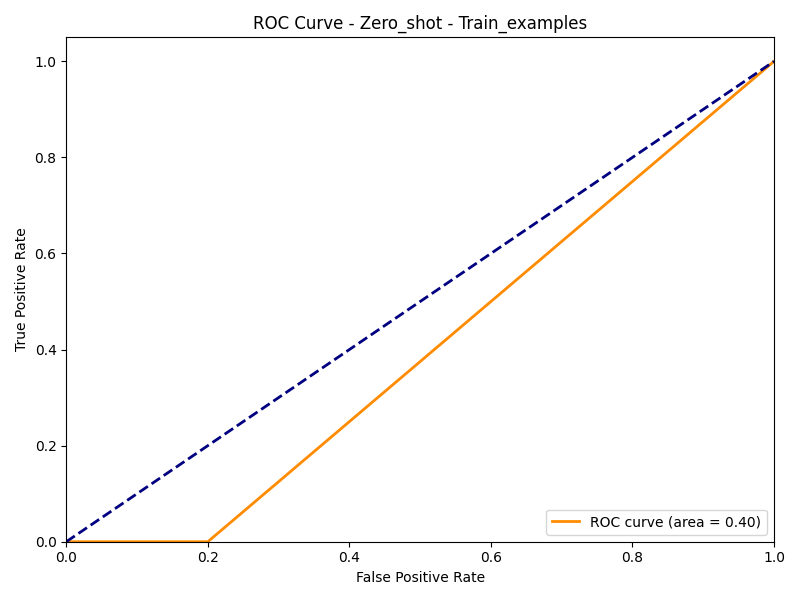 ROC Curve - Zero_shot - Train_examples
True Positive Rate
1.0
0.8
0.6
0.4
0.2
0.0
ROC curve (area = 0.40)
0.0 0.2 0.4 0.6 0.8 1.0
False Positive Rate